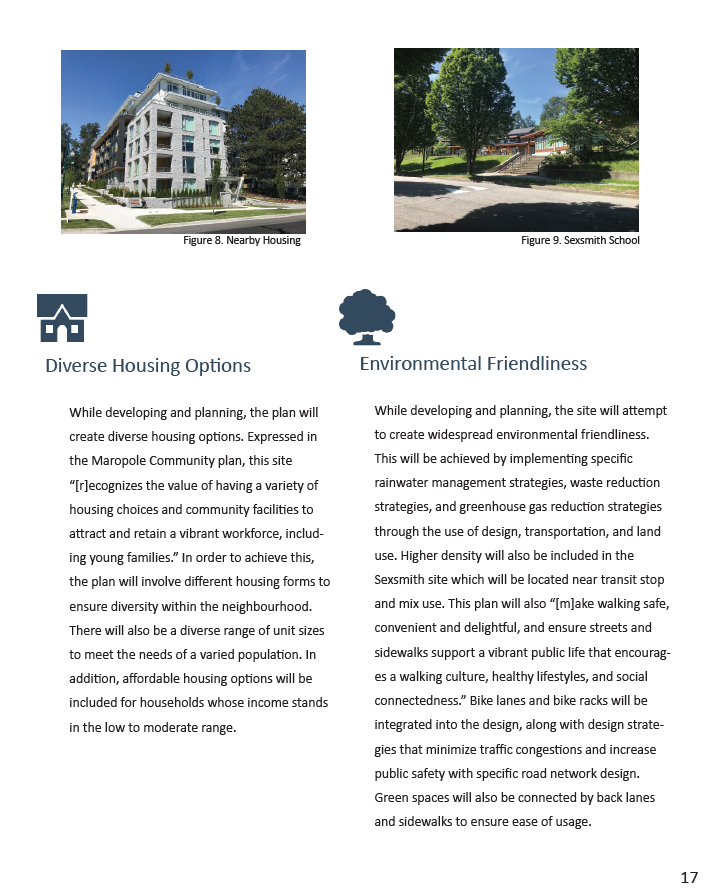 Figure 8. Nearby Housing
Figure 9. Sexsmith School
Diverse Housing Options
While developing and planning, the plan will
create diverse housing options. Expressed in
the Maropole Community plan, this site
“[r]ecognizes the value of having a variety of
housing choices and community facilities to
attract and retain a vibrant workforce, includ-
ing young families.” In order to achieve this,
the plan will involve different housing forms to
ensure diversity within the neighbourhood.
There will also be a diverse range of unit sizes
to meet the needs of a varied population. In
addition, affordable housing options will be
included for households whose income stands
in the low to moderate range.
Environmental Friendliness
While developing and planning, the site will attempt
to create widespread environmental friendliness.
This will be achieved by implementing specific
rainwater management strategies, waste reduction
strategies, and greenhouse gas reduction strategies
through the use of design, transportation, and land
use. Higher density will also be included in the
Sexsmith site which will be located near transit stop
and mix use. This plan will also “[m]ake walking safe,
convenient and delightful, and ensure streets and
sidewalks support a vibrant public life that encourag-
es a walking culture, healthy lifestyles, and social
connectedness.” Bike lanes and bike racks will be
integrated into the design, along with design strate-
gies that minimize traffic congestions and increase
public safety with specific road network design.
Green spaces will also be connected by back lanes
and sidewalks to ensure ease of usage.
17